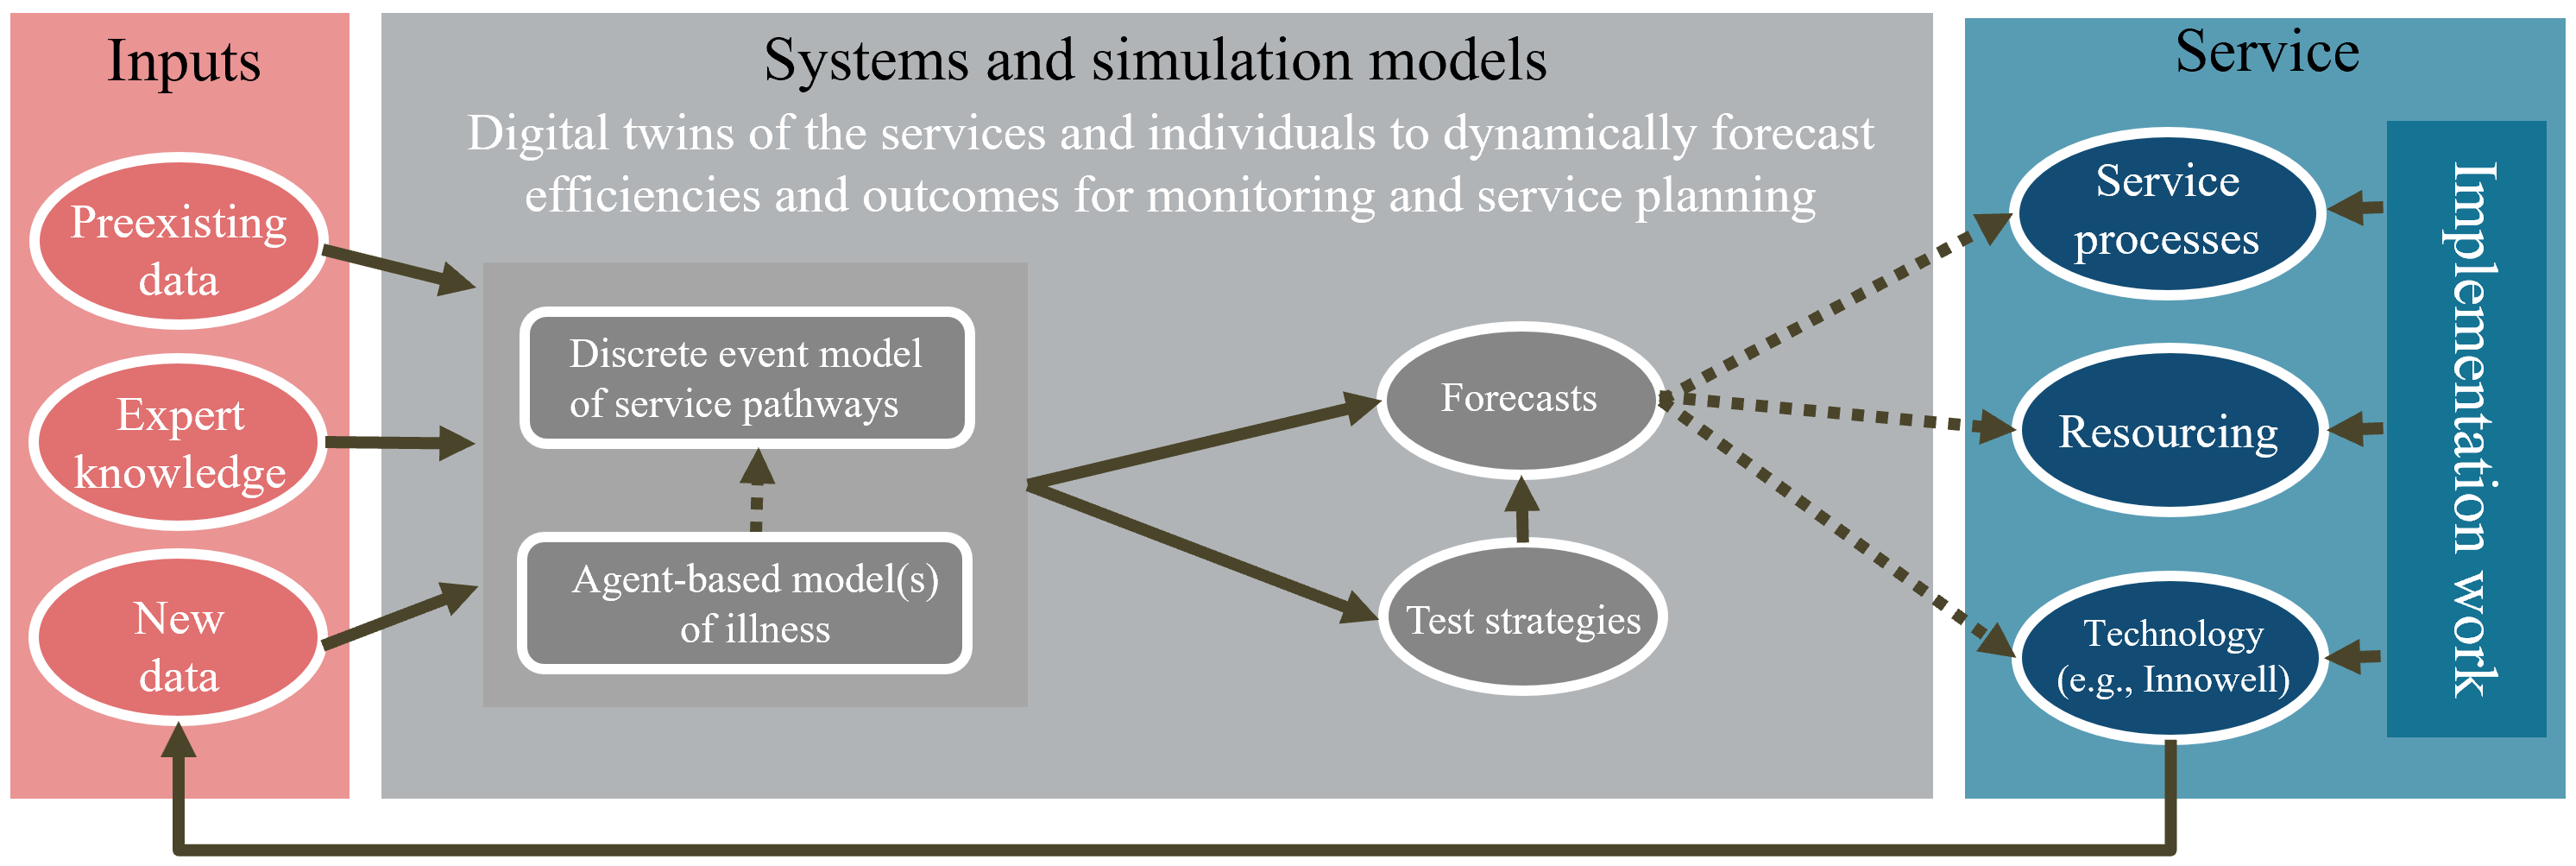 Inputs
Preexisting
data
Expert
knowledge
New
data
Systems and simulation models
Digital twins of the services and individuals to dynamically forecast
efficiencies and outcomes for monitoring and service planning
Discrete event model
of service pathways
Agent-based model(s)
of illness
Forecasts
Test strategies
Service
Service
processes
Resourcing
Technology
(e.g., Innowell)
Implementation work